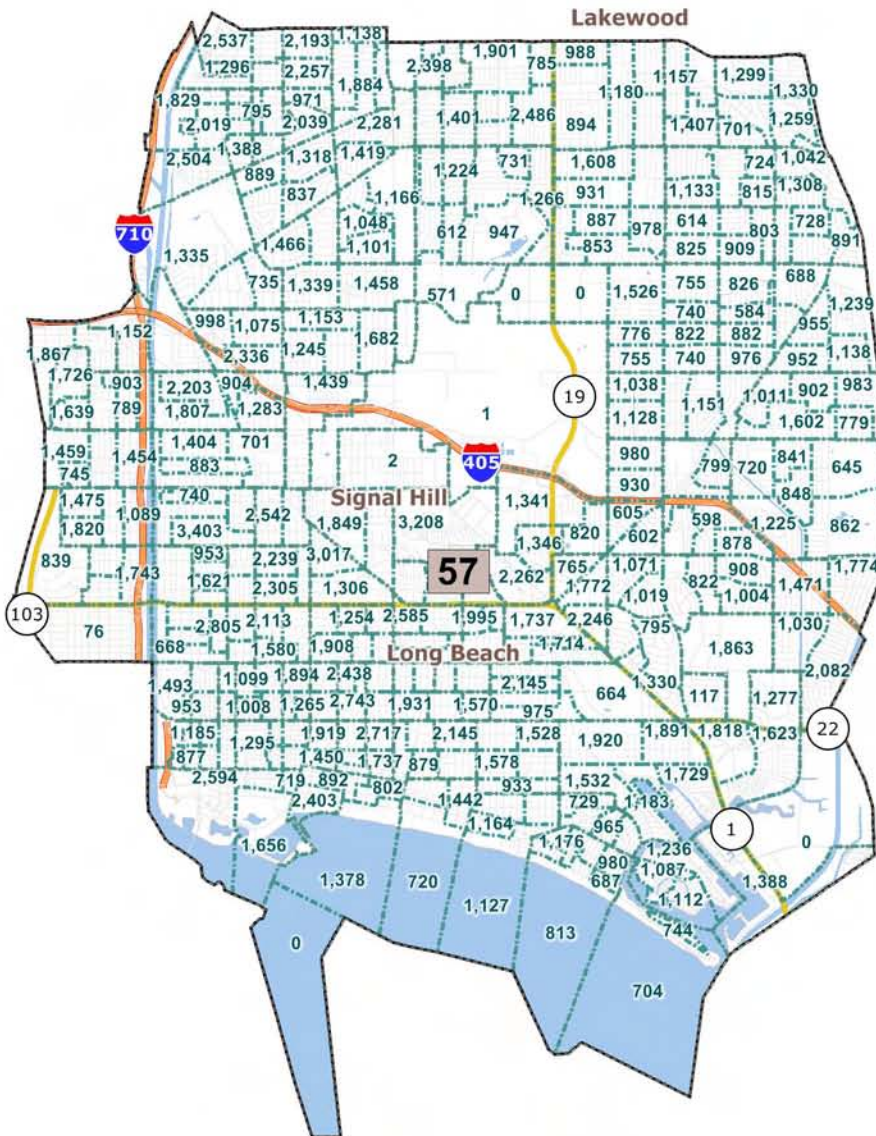 Lakewood
2,537 2,193 1,138
1,901 988
1,296 2,257 2,398 785 1,157 1,299
1,884 1,180 1,330
1,829 795 971
2,019 2,039 2,281 1,401 2,486 894 1,407 701 1,259
2,504 1,388 1,318 1,419 731 1,608 724 1,042
889 1,224
837 1,166 1,266 931 1,133 815 1,308
710
1,048 612 947 887 978 614 803 728
1,335 1,466 1,101 853 825 909 891
735 1,339 1,458 571 0 0 1,526 755 826 688
1,239
998 1,075 1,153 740 584 955
1,152 1,682 776 822 882
1,867 2,336 1,245 755 740 976 952 1,138
1,726 903 2,203 904 1,439 1,038 902 983
1,639 789 1,807 1,283 1 19 1,151 1,011
1,128 1,602 779
1,459 1,454 1,404 701 980 841
745 883 2 405 930 799 720 645
1,475 740 Signal Hill 1,341 848
1,820 1,089 3,403 2,542 1,849 3,208 605 598 1,225 862
839 953 2,239 3,017 1,346 820 602 878
1,743 1,621 57 2,262 765 1,071 822 908 1,774
2,305 1,306 1,772 1,019 1,004 1,471
103
76 668 2,805 2,113 1,254 2,585 1,995 1,737 2,246 795 1,030
1,580 1,908 Long Beach 1,714 1,863 2,082
1,493 1,099 1,894 2,438 2,145 664 1,330
953 1,008 1,265 2,743 1,931 1,570 975 117 1,277
1,185 1,295 1,919 2,717 2,145 1,528 1,920 1,891 1,818 1,623 22
877 1,450 1,737 879 1,578
2,594 719 892 802 933 1,532 1,729
2,403 1,442 729 1,183
1,164 965 1
1,656 1,176 1,236 0
980 1,087
1,378 720 687 1,388
1,127 1,112
0 813 744
704